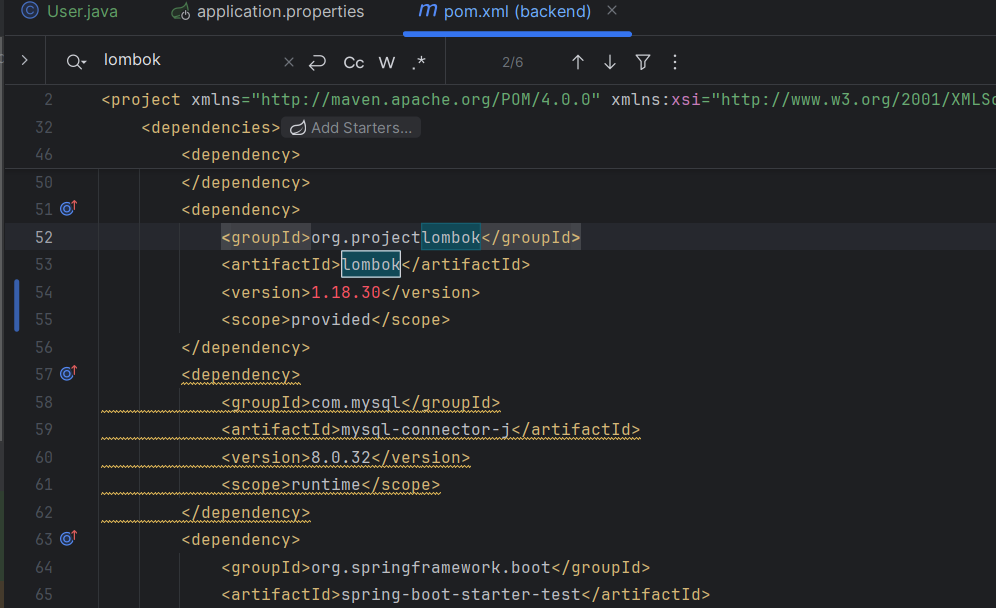 User.java application.properties pom.xml (backend)
lombok Cc W .* 2/6
2 <project xmlns="http://maven.apache.org/POM/4.0.0" xmlns:xsi="http://www.w3.org/2001/XMLSc
32 <dependencies> Add Starters...
46 <dependency>
50 </dependency>
51 <dependency>
52 <groupId>org.projectlombok</groupId>
53 <artifactId>lombok</artifactId>
54 <version>1.18.30</version>
55 <scope>provided</scope>
56 </dependency>
57 <dependency>
58 <groupId>com.mysql</groupId>
59 <artifactId>mysql-connector-j</artifactId>
60 <version>8.0.32</version>
61 <scope>runtime</scope>
62 </dependency>
63 <dependency>
64 <groupId>org.springframework.boot</groupId>
65 <artifactId>spring-boot-starter-test</artifactId>